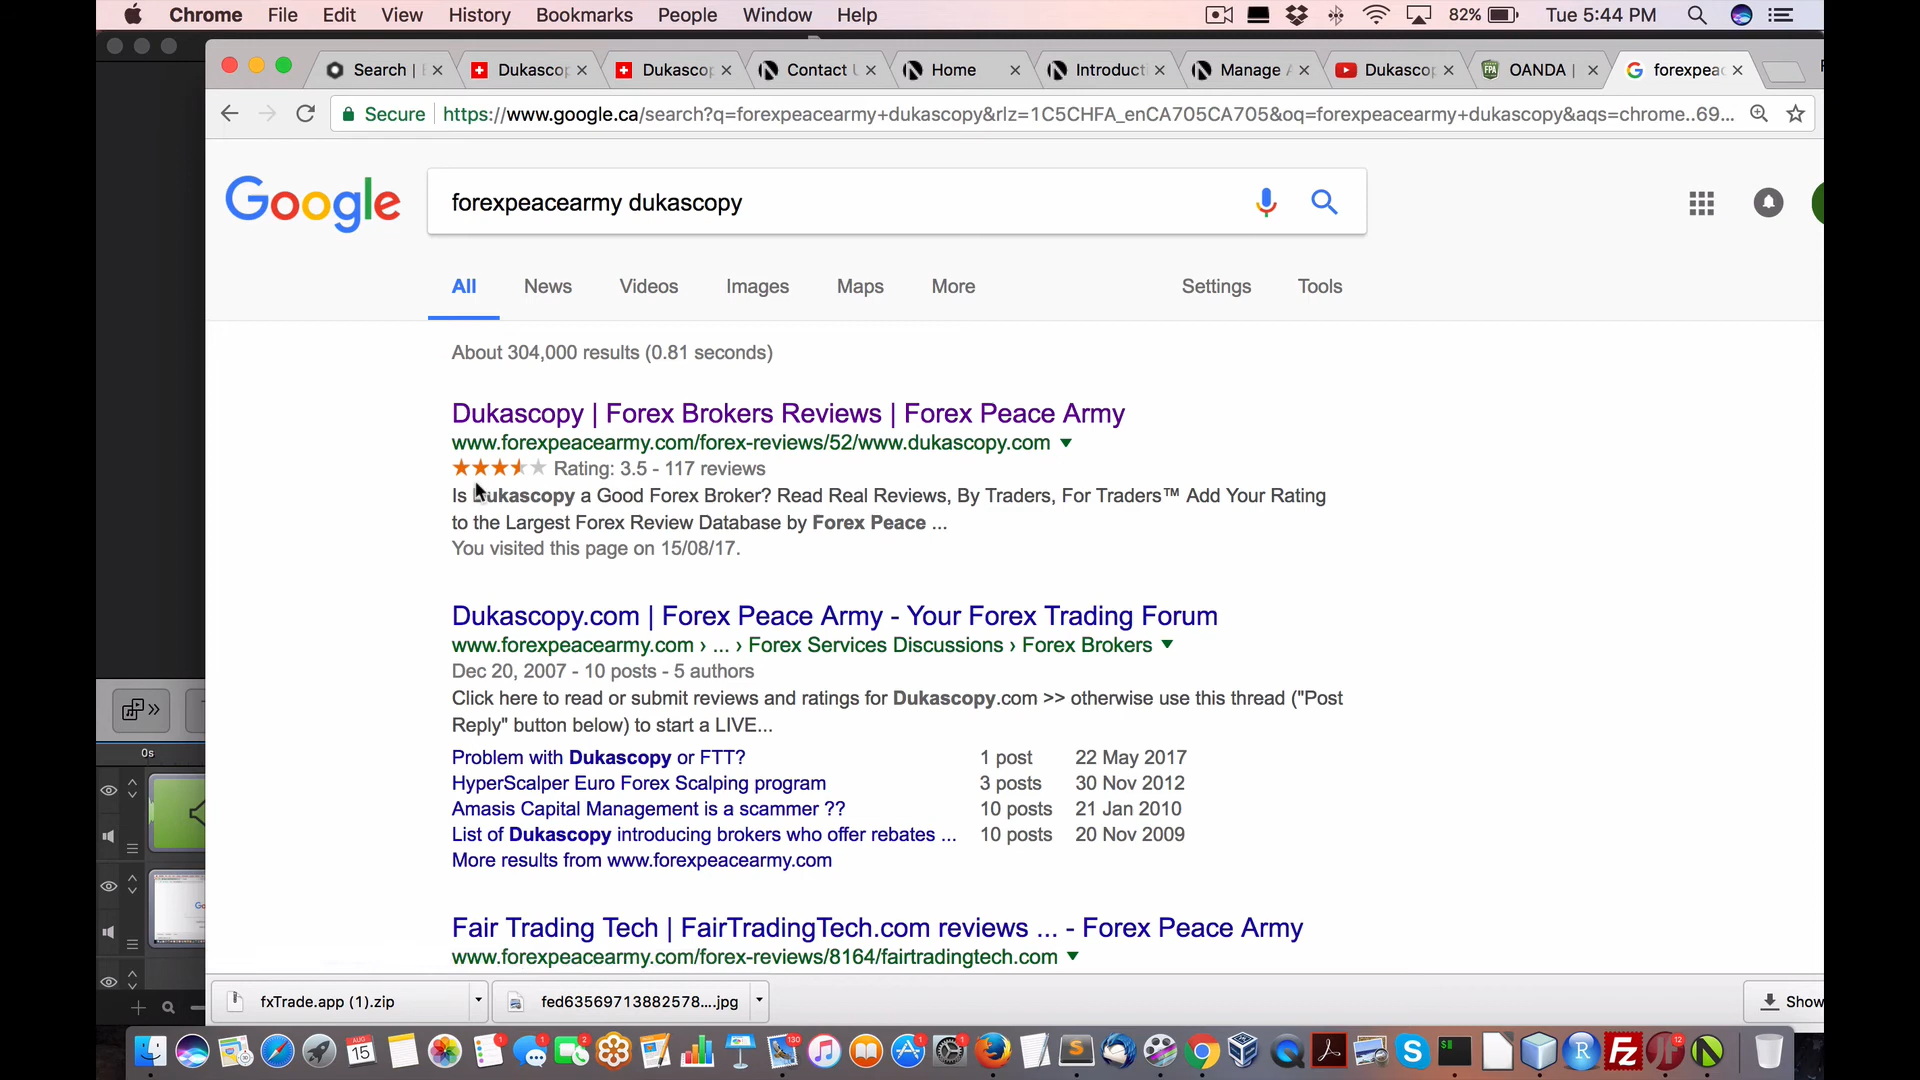 Chrome File Edit View History Bookmarks People Window Help 82% Tue 5:44 PM
Search | Dukascop Dukascop Contact U Home Introducti Manage A Dukascop OANDA | forexpeac
Secure https://www.google.ca/search?q=forexpeacearmy+dukascopy&rlz=1C5CHFA_enCA705CA705&oq=forexpeacearmy+dukascopy&aqs=chrome..69...
Google forexpeacearmy dukascopy
All News Videos Images Maps More Settings Tools
About 304,000 results (0.81 seconds)
Dukascopy | Forex Brokers Reviews | Forex Peace Army
www.forexpeacearmy.com/forex-reviews/52/www.dukascopy.com
Rating: 3.5 - 117 reviews
Is Dukascopy a Good Forex Broker? Read Real Reviews, By Traders, For Traders™ Add Your Rating
to the Largest Forex Review Database by Forex Peace ...
You visited this page on 15/08/17.
Dukascopy.com | Forex Peace Army - Your Forex Trading Forum
www.forexpeacearmy.com › ... › Forex Services Discussions › Forex Brokers
Dec 20, 2007 - 10 posts - 5 authors
Click here to read or submit reviews and ratings for Dukascopy.com >> otherwise use this thread ("Post
Reply" button below) to start a LIVE...
Problem with Dukascopy or FTT? 1 post 22 May 2017
HyperScalper Euro Forex Scalping program 3 posts 30 Nov 2012
Amasis Capital Management is a scammer ?? 10 posts 21 Jan 2010
List of Dukascopy introducing brokers who offer rebates ... 10 posts 20 Nov 2009
More results from www.forexpeacearmy.com
Fair Trading Tech | FairTradingTech.com reviews ... - Forex Peace Army
www.forexpeacearmy.com/forex-reviews/8164/fairtradingtech.com
0s
fxTrade.app (1).zip fed63569713882578....jpg Show
AUG 15